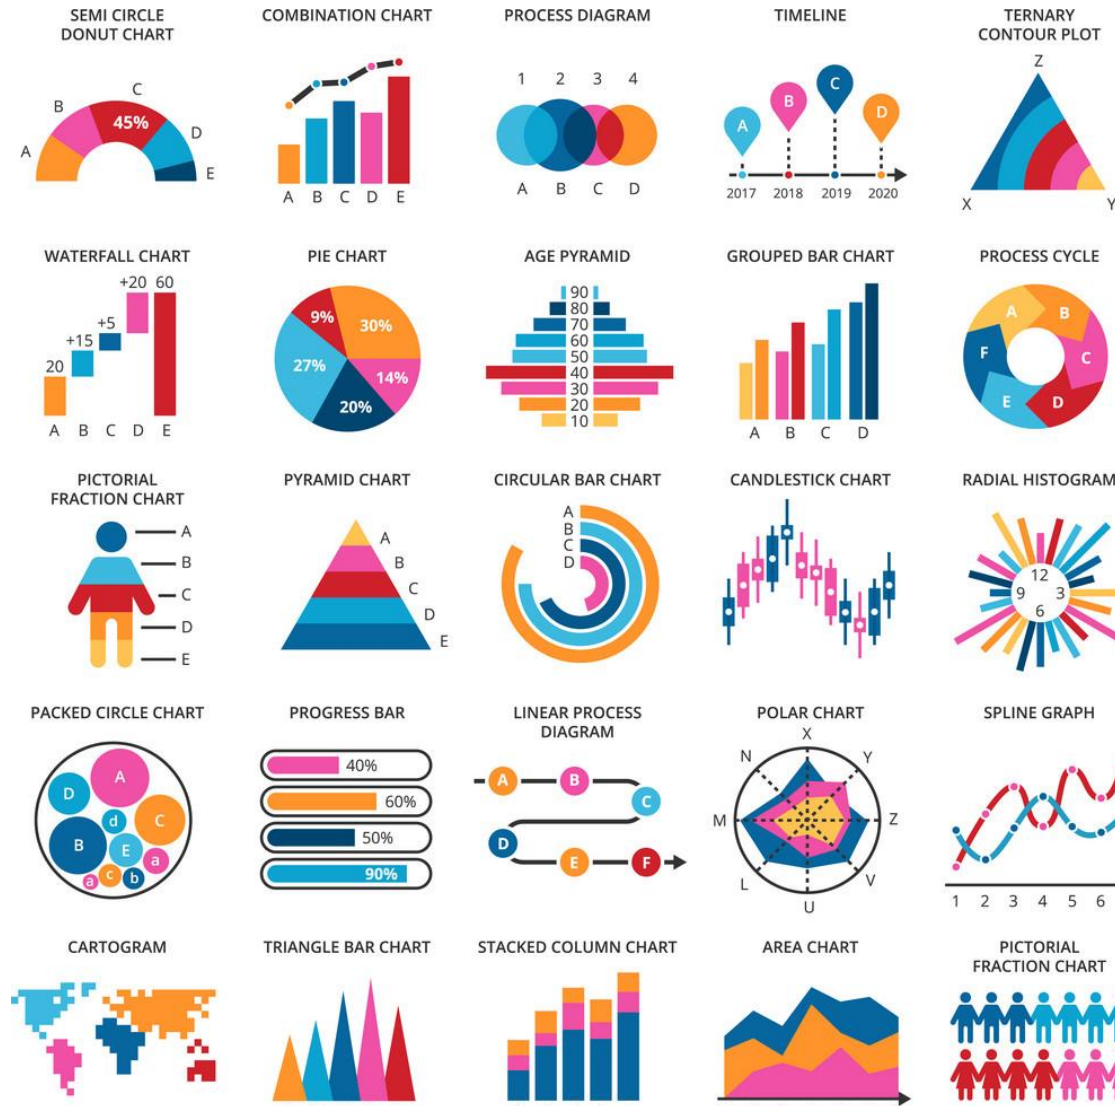 SEMI CIRCLE
DONUT CHART
A
B
C
45%
D
E
COMBINATION CHART
A B C D E
PROCESS DIAGRAM
1 2 3 4
A B C D
TIMELINE
A
B
C
D
2017 2018 2019 2020
TERNARY
CONTOUR PLOT
Z
X Y
WATERFALL CHART
+20 60
+5
+15
20
A B C D E
PIE CHART
9%
30%
27%
14%
20%
AGE PYRAMID
90
80
70
60
50
40
30
20
10
GROUPED BAR CHART
A B C D
PROCESS CYCLE
A
B
C
D
E
F
PICTORIAL
FRACTION CHART
A
B
C
D
E
PYRAMID CHART
A
B
C
D
E
CIRCULAR BAR CHART
A
B
C
D
CANDLESTICK CHART
RADIAL HISTOGRAM
12
9 3
6
PACKED CIRCLE CHART
A
D
d
C
B
E
a
a
c
b
PROGRESS BAR
40%
60%
50%
90%
LINEAR PROCESS
DIAGRAM
A B
C
D
E F
POLAR CHART
X
N Y
M Z
L V
U
SPLINE GRAPH
1 2 3 4 5 6
CARTOGRAM
TRIANGLE BAR CHART
STACKED COLUMN CHART
AREA CHART
PICTORIAL
FRACTION CHART